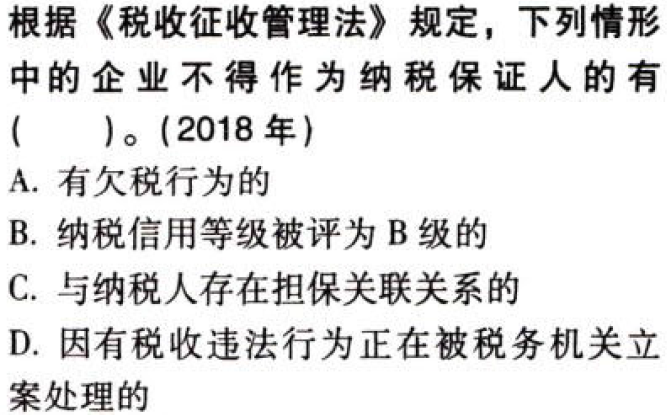 根据《税收征收管理法》规定，下列情形
中的企业不得作为纳税保证人的有
(　　)。(2018 年)
A. 有欠税行为的
B. 纳税信用等级被评为 B 级的
C. 与纳税人存在担保关联关系的
D. 因有税收违法行为正在被税务机关立
案处理的